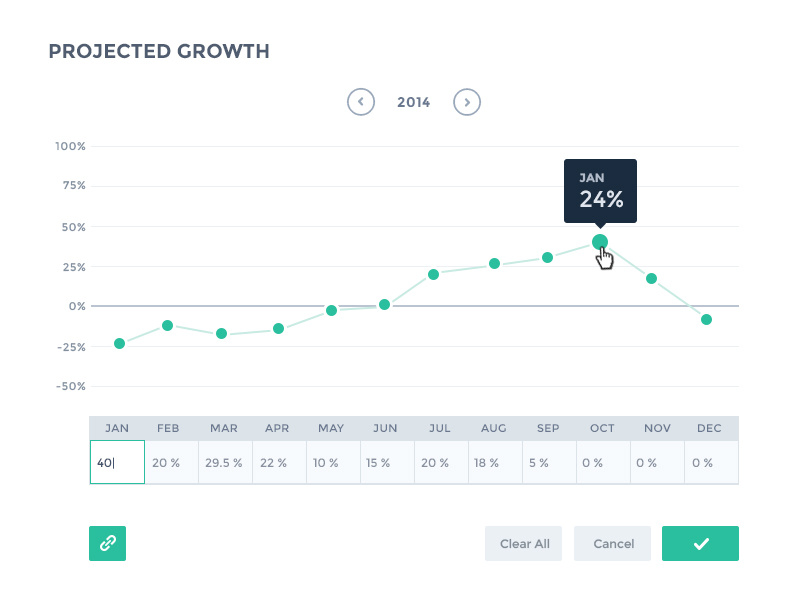 PROJECTED GROWTH
2014
100%
75%
50%
25%
0%
-25%
-50%
JAN
24%
JAN FEB MAR APR MAY JUN JUL AUG SEP OCT NOV DEC
40 20 % 29.5 % 22 % 10 % 15 % 20 % 18 % 5 % 0 % 0 % 0 %
Clear All Cancel